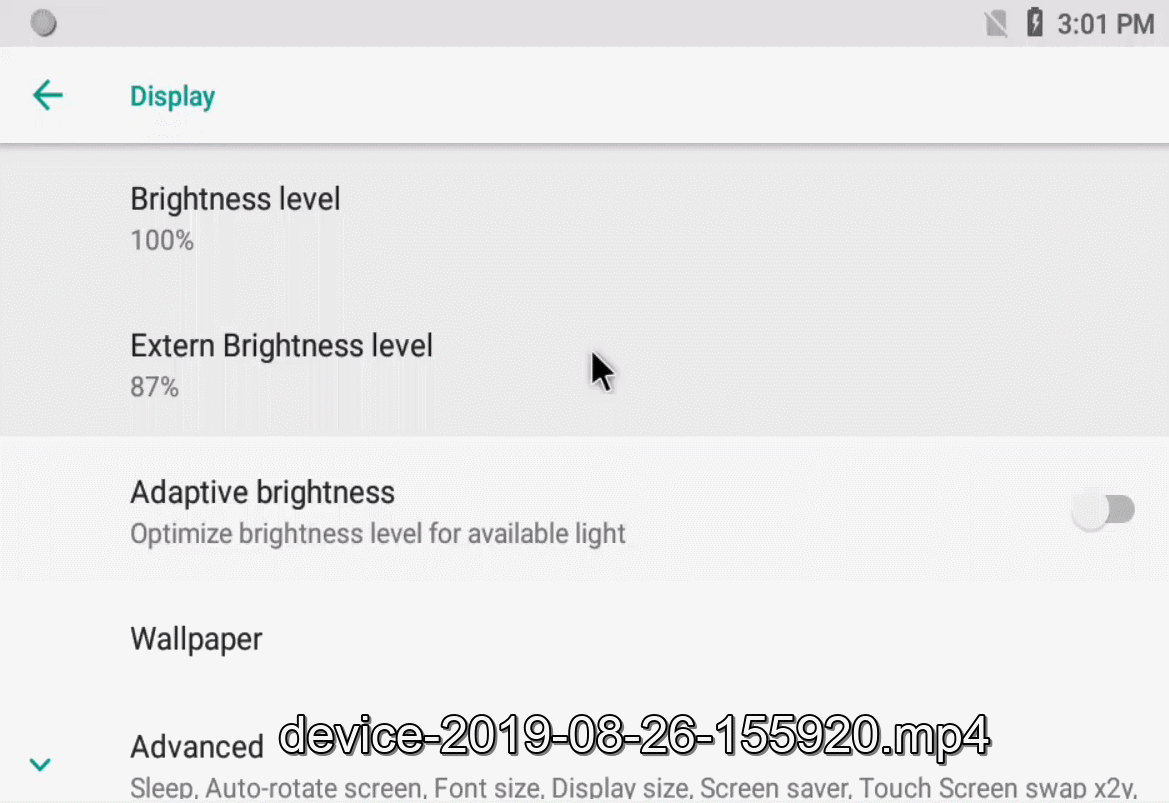 3:01 PM
Display
Brightness level
100%
Extern Brightness level
87%
Adaptive brightness
Optimize brightness level for available light
Wallpaper
Advanced
device-2019-08-26-155920.mp4
Sleep, Auto-rotate screen, Font size, Display size, Screen saver, Touch Screen swap x2y,